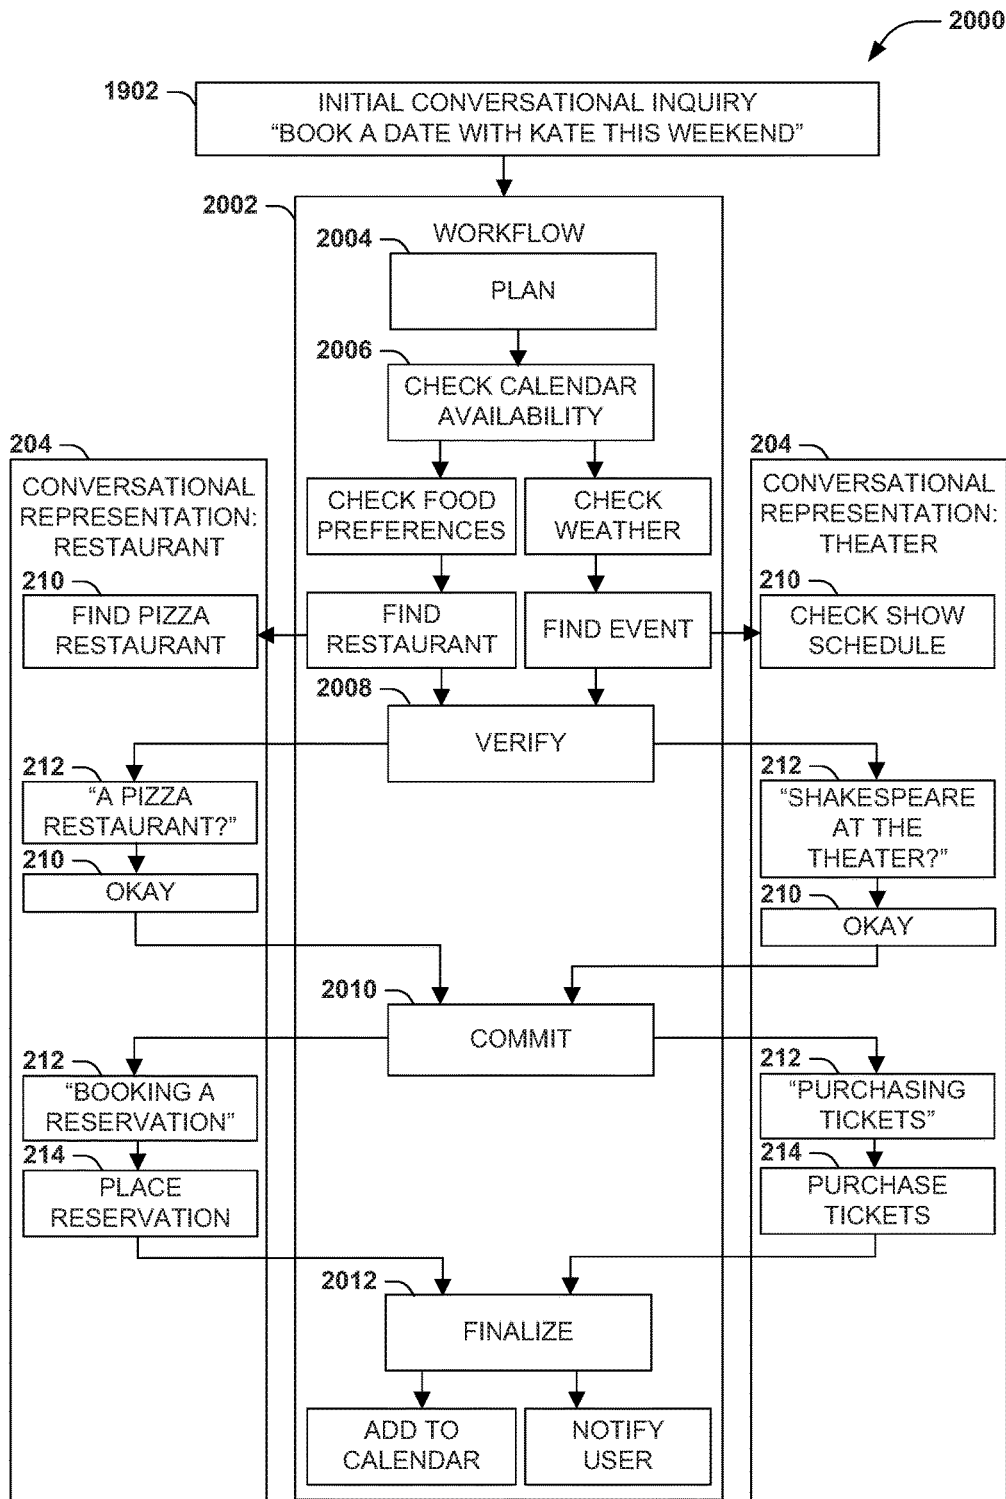 2000
1902
INITIAL CONVERSATIONAL INQUIRY
“BOOK A DATE WITH KATE THIS WEEKEND”
2002
WORKFLOW
2004
PLAN
2006
CHECK CALENDAR
AVAILABILITY
204
CONVERSATIONAL
REPRESENTATION:
RESTAURANT
CHECK FOOD
PREFERENCES
CHECK
WEATHER
204
CONVERSATIONAL
REPRESENTATION:
THEATER
210
FIND PIZZA
RESTAURANT
FIND
RESTAURANT
FIND EVENT
210
CHECK SHOW
SCHEDULE
2008
VERIFY
212
“A PIZZA
RESTAURANT?”
212
“SHAKESPEARE
AT THE
THEATER?”
210
OKAY
210
OKAY
2010
COMMIT
212
“BOOKING A
RESERVATION”
212
“PURCHASING
TICKETS”
214
PLACE
RESERVATION
214
PURCHASE
TICKETS
2012
FINALIZE
ADD TO
CALENDAR
NOTIFY
USER